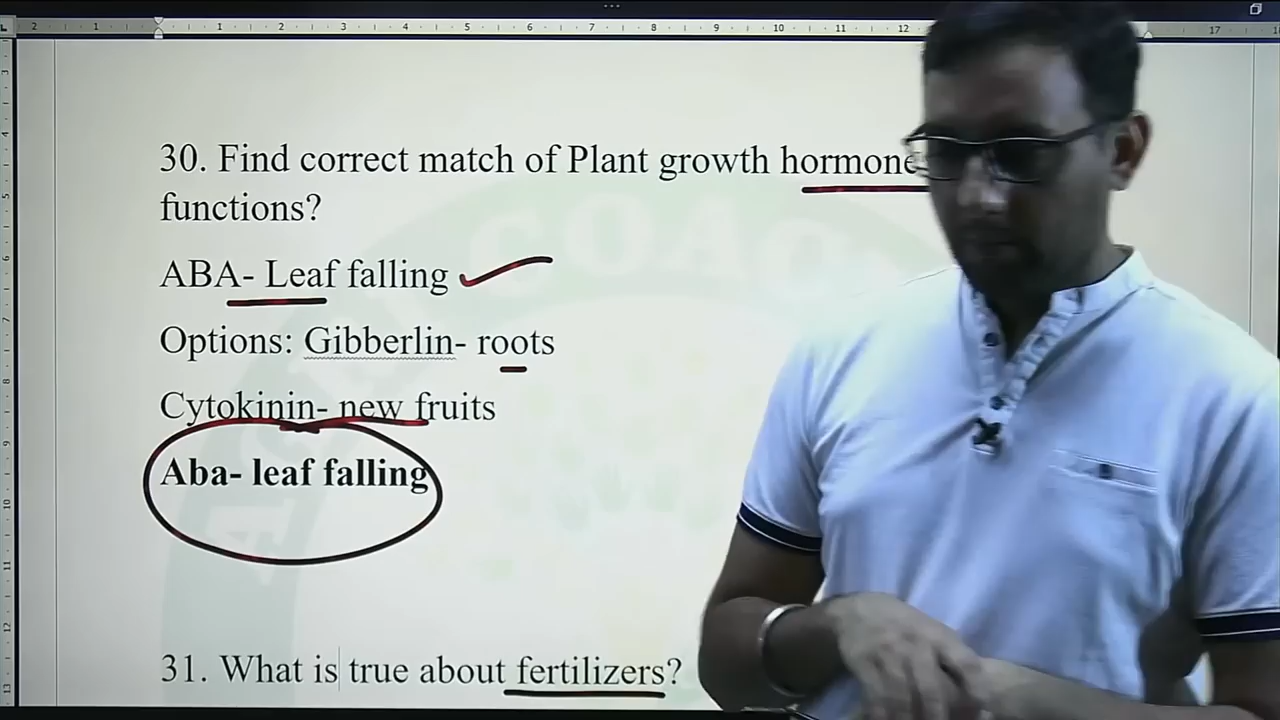 30. Find correct match of Plant growth hormone
functions?
ABA- Leaf falling
Options: Gibberlin- roots
Cytokinin- new fruits
Aba- leaf falling
31. What is true about fertilizers?